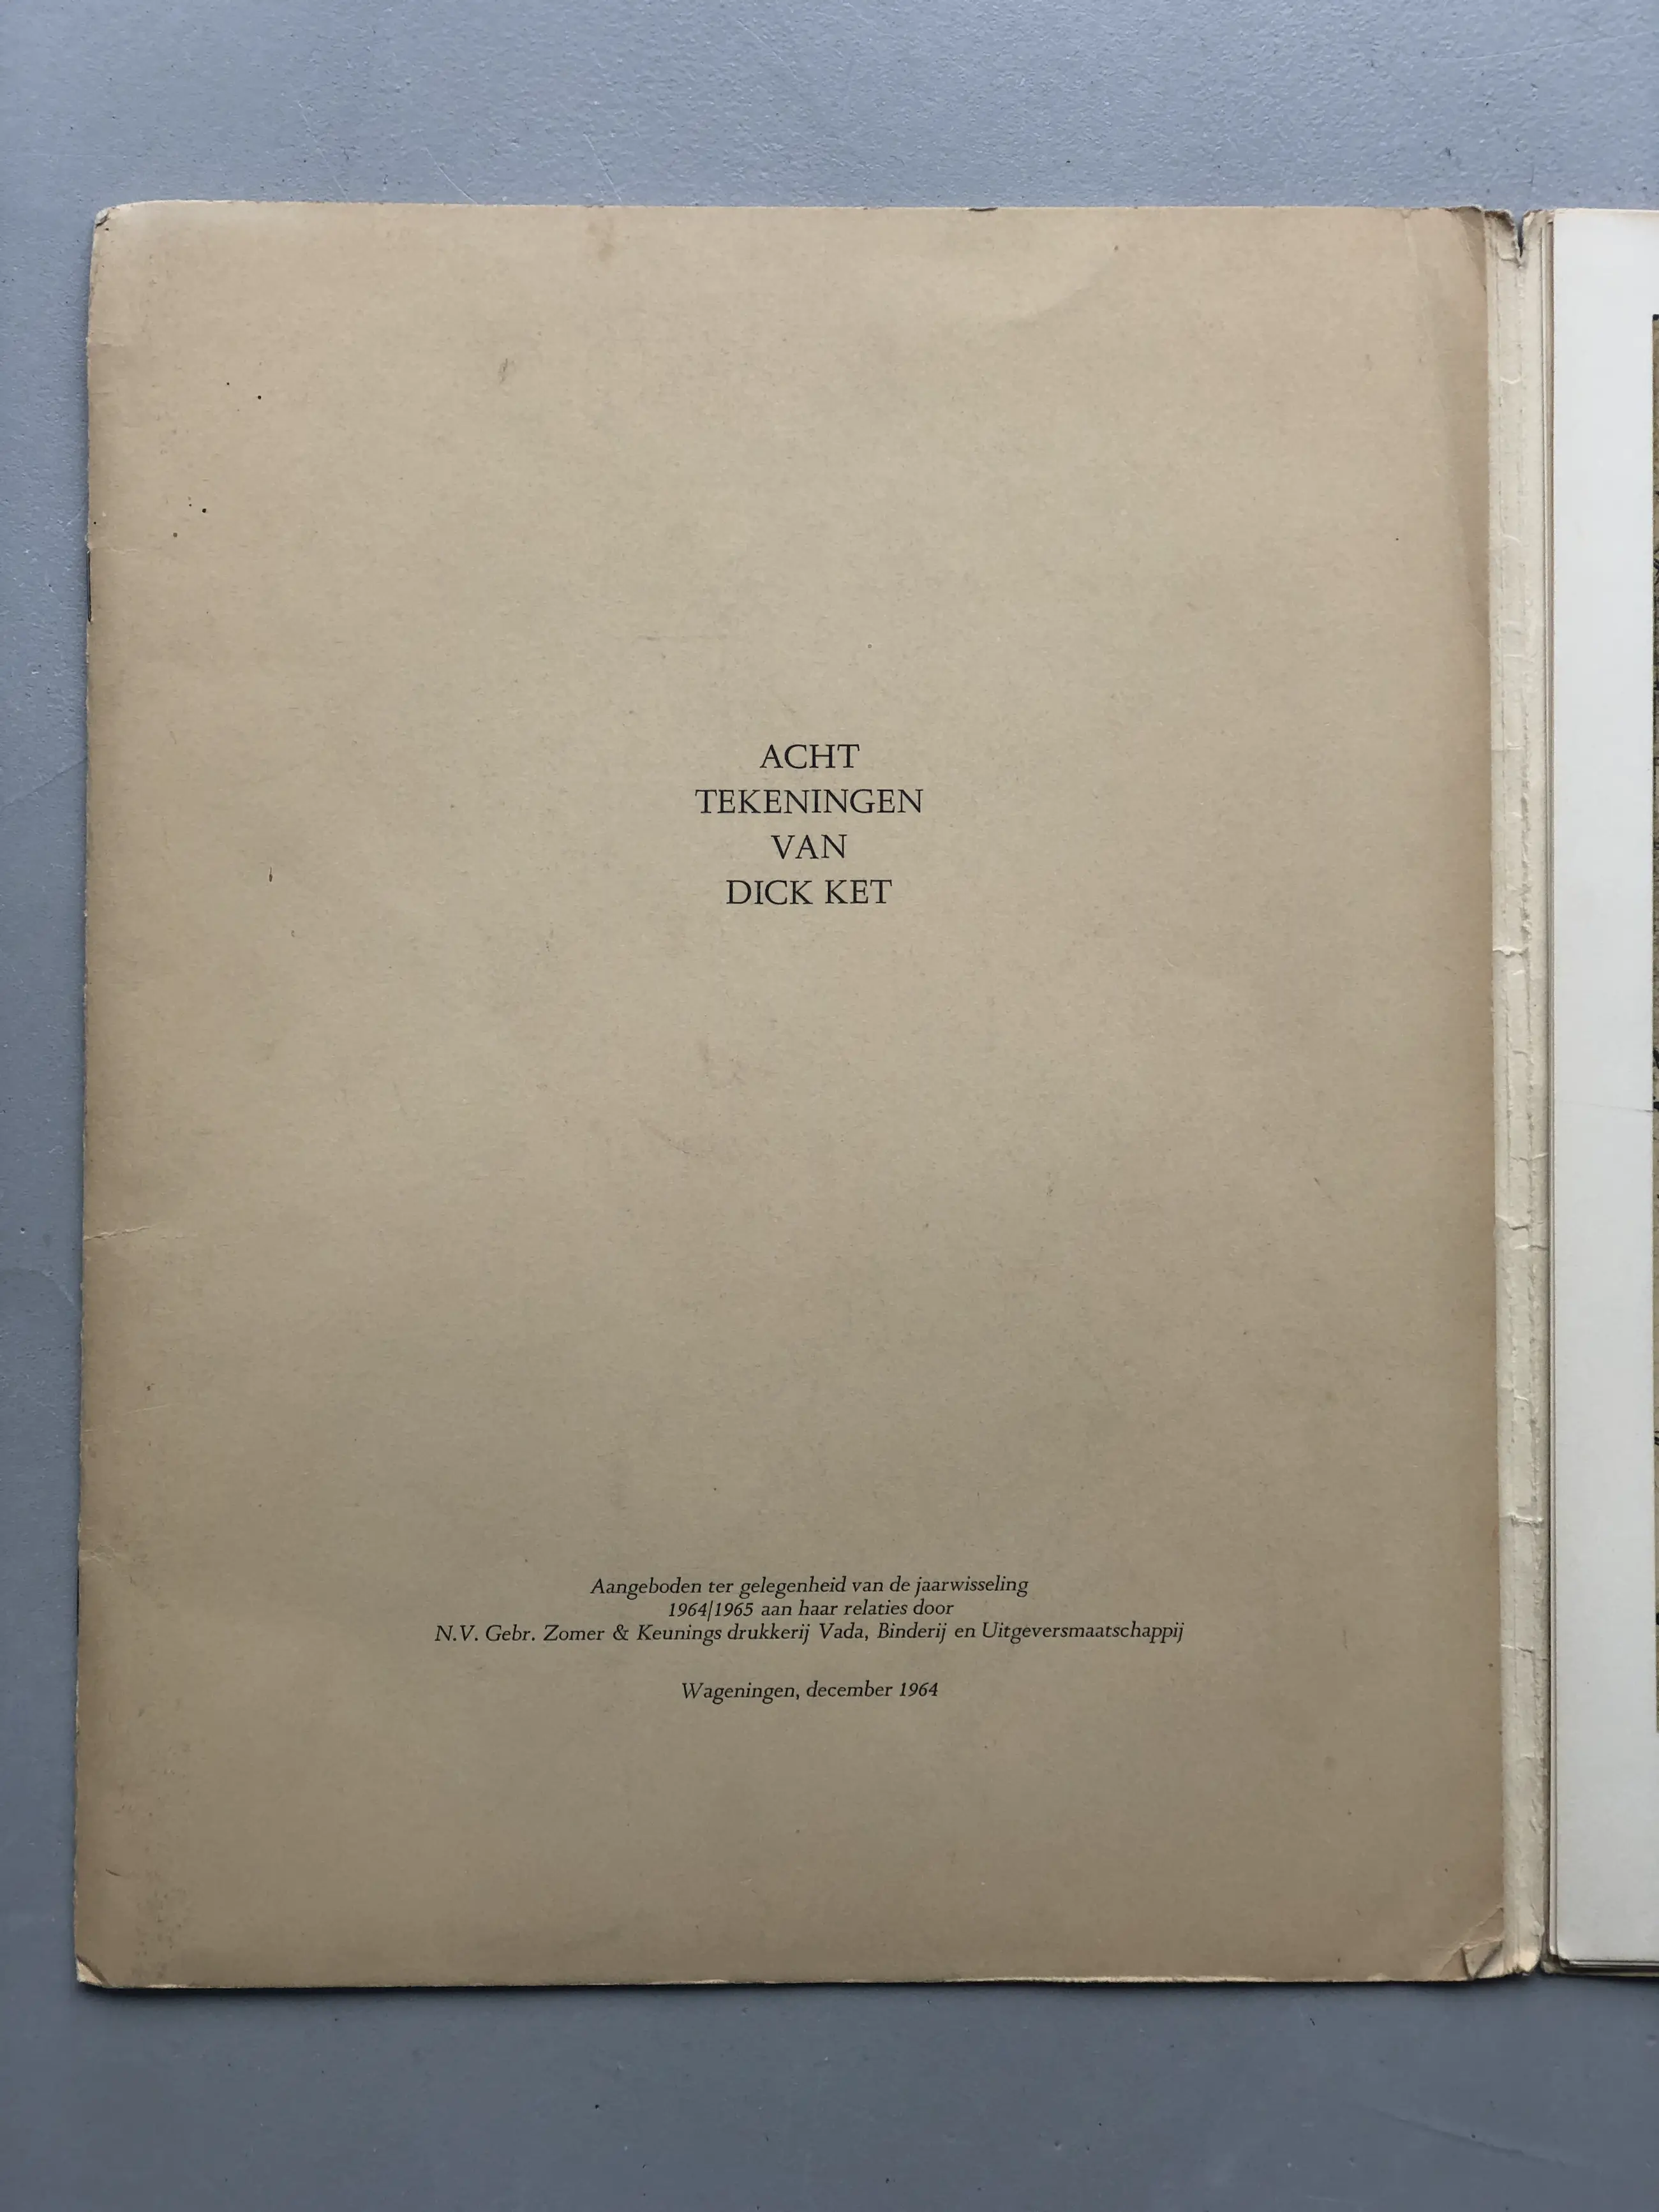 ACHT
TEKENINGEN
VAN
DICK KET
Aangeboden ter gelegenheid van de jaarwisseling
1964|1965 aan haar relaties door
N.V. Gebr. Zomer & Keunings drukkerij Vada, Binderij en Uitgeversmaatschappij
Wageningen, december 1964